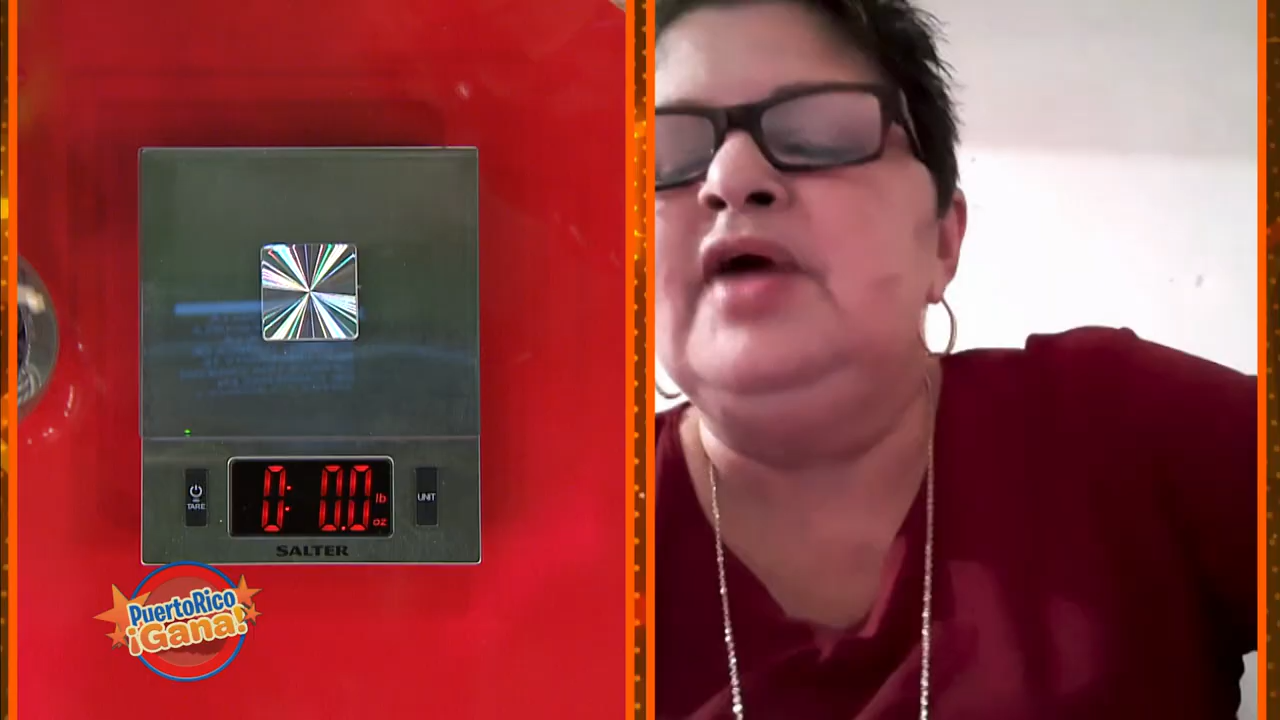 0: 0.0 lb oz
TARE
UNIT
SALTER
PuertoRico
¡Gana!